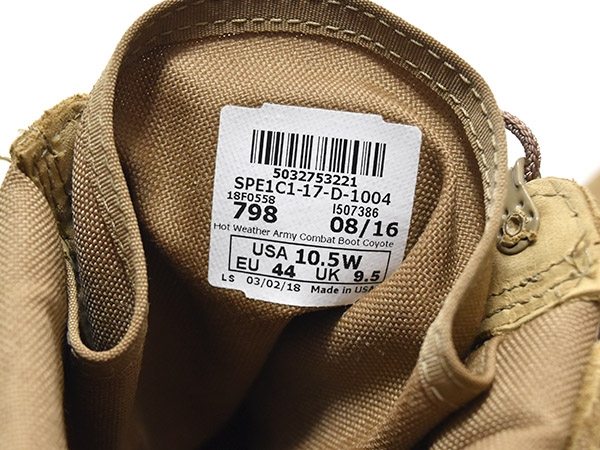 5032753221
SPE1C1-17-D-1004
18F0558 I507386
798 08/16
Hot Weather Army Combat Boot Coyote
USA 10.5W
EU 44 UK 9.5
LS 03/02/18 Made in USA